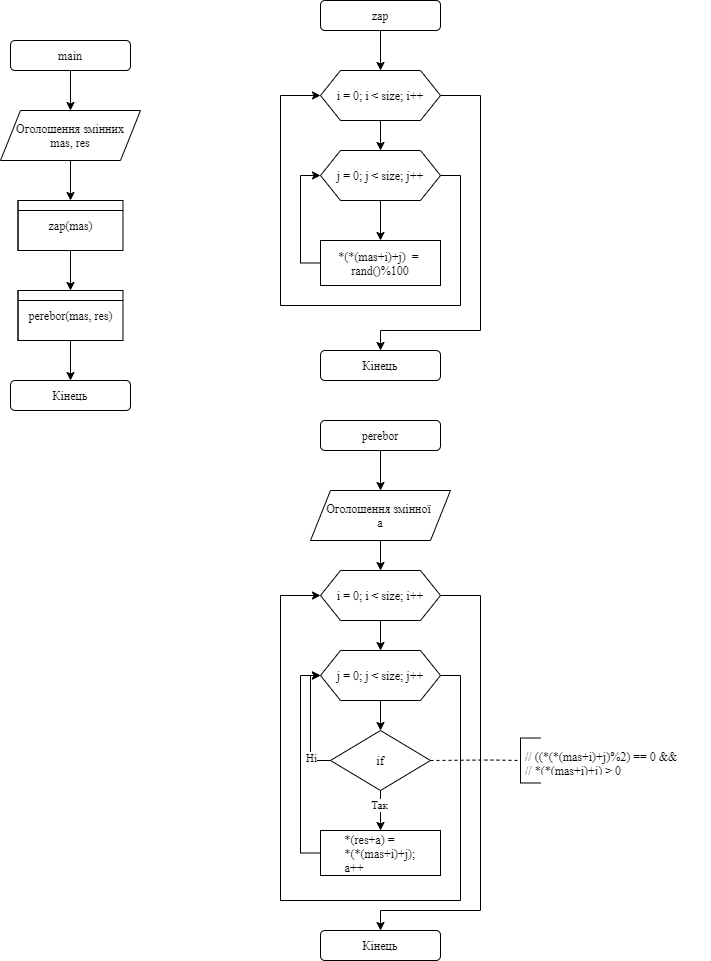 main
Оголошення змінних
mas, res
zap(mas)
perebor(mas, res)
Кінець
zap
i = 0; i < size; i++
j = 0; j < size; j++
*(*(mas+i)+j) =
rand()%100
Кінець
perebor
Оголошення змінної
a
i = 0; i < size; i++
j = 0; j < size; j++
if
Ні
// ((*(*(mas+i)+j)%2) == 0 &&
// *(*(mas+i)+j) > 0
Так
*(res+a) =
*(*(mas+i)+j);
a++
Кінець